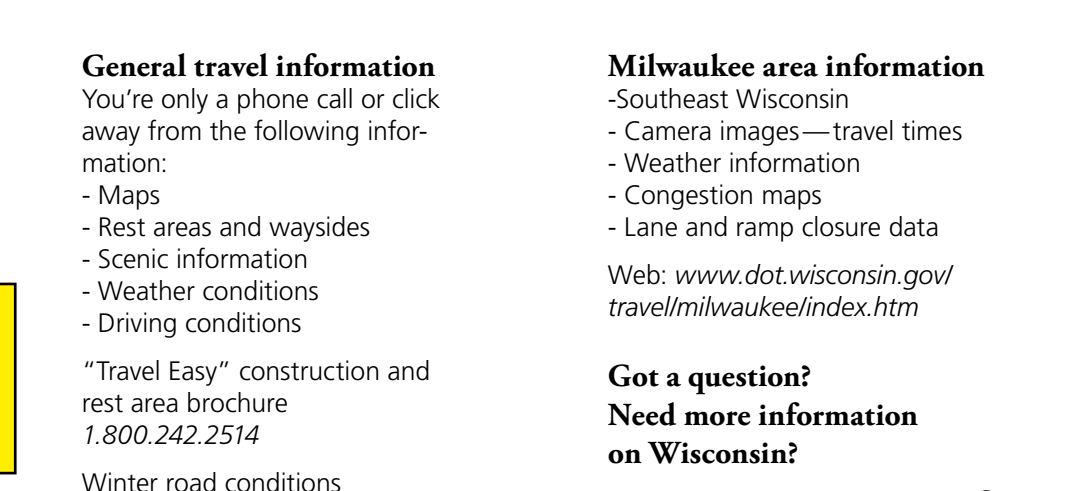 General travel information
You’re only a phone call or click
away from the following infor-
mation:
- Maps
- Rest areas and waysides
- Scenic information
- Weather conditions
- Driving conditions
“Travel Easy” construction and
rest area brochure
1.800.242.2514
Winter road conditions
Milwaukee area information
-Southeast Wisconsin
- Camera images—travel times
- Weather information
- Congestion maps
- Lane and ramp closure data
Web: www.dot.wisconsin.gov/
travel/milwaukee/index.htm
Got a question?
Need more information
on Wisconsin?